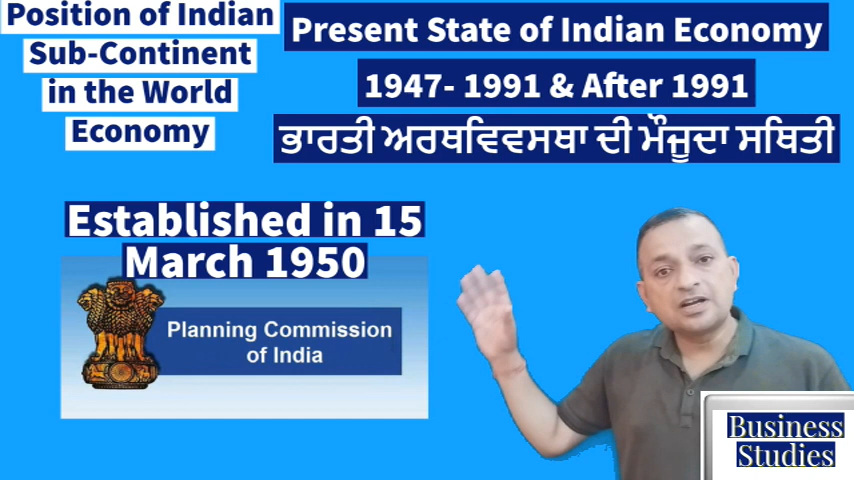 Position of Indian
Sub-Continent
in the World
Economy
Present State of Indian Economy
1947- 1991 & After 1991
ਭਾਰਤੀ ਅਰਥਵਿਵਸਥਾ ਦੀ ਮੌਜੂਦਾ ਸਥਿਤੀ
Established in 15
March 1950
Planning Commission
of India
Business
Studies